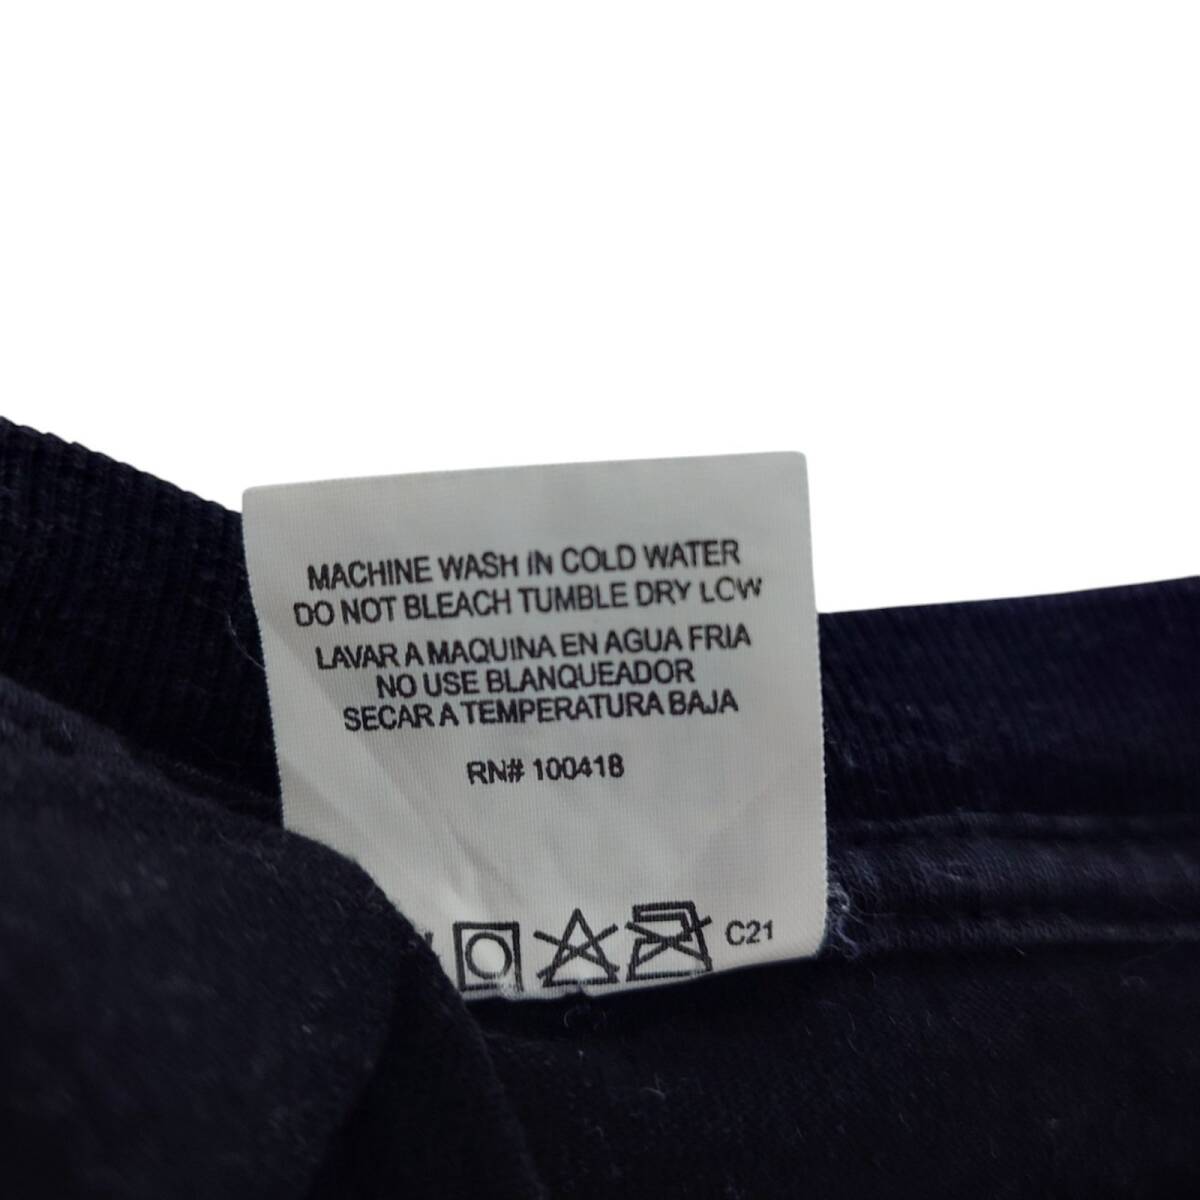 MACHINE WASH IN COLD WATER
DO NOT BLEACH TUMBLE DRY LOW
LAVAR A MAQUINA EN AGUA FRIA
NO USE BLANQUEADOR
SECAR A TEMPERATURA BAJA
RN# 100418
C21